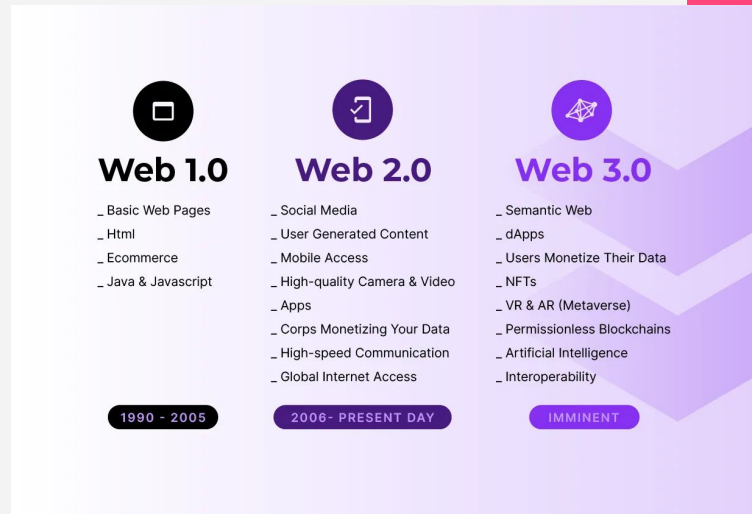 Web 1.0
_ Basic Web Pages
_ Html
_ Ecommerce
_ Java & Javascript
1990 - 2005
Web 2.0
_ Social Media
_ User Generated Content
_ Mobile Access
_ High-quality Camera & Video
_ Apps
_ Corps Monetizing Your Data
_ High-speed Communication
_ Global Internet Access
2006- PRESENT DAY
Web 3.0
_ Semantic Web
_ dApps
_ Users Monetize Their Data
_ NFTs
_ VR & AR (Metaverse)
_ Permissionless Blockchains
_ Artificial Intelligence
_ Interoperability
IMMINENT